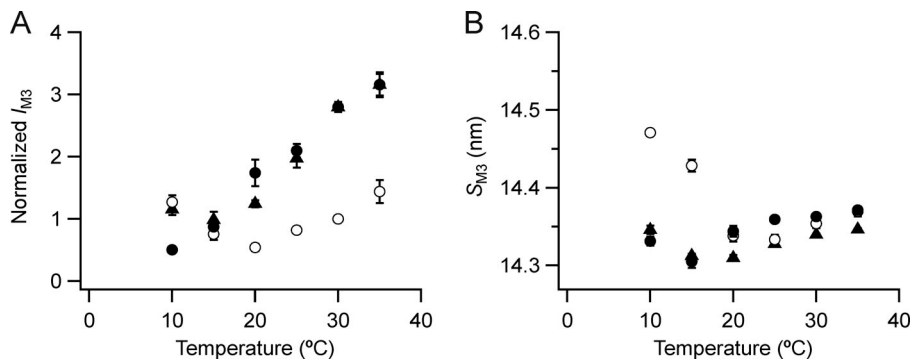 A
4
3
2
1
0
Normalized I_M3
0 10 20 30 40
Temperature (ºC)
B
14.6
14.5
14.4
14.3
S_M3 (nm)
0 10 20 30 40
Temperature (ºC)